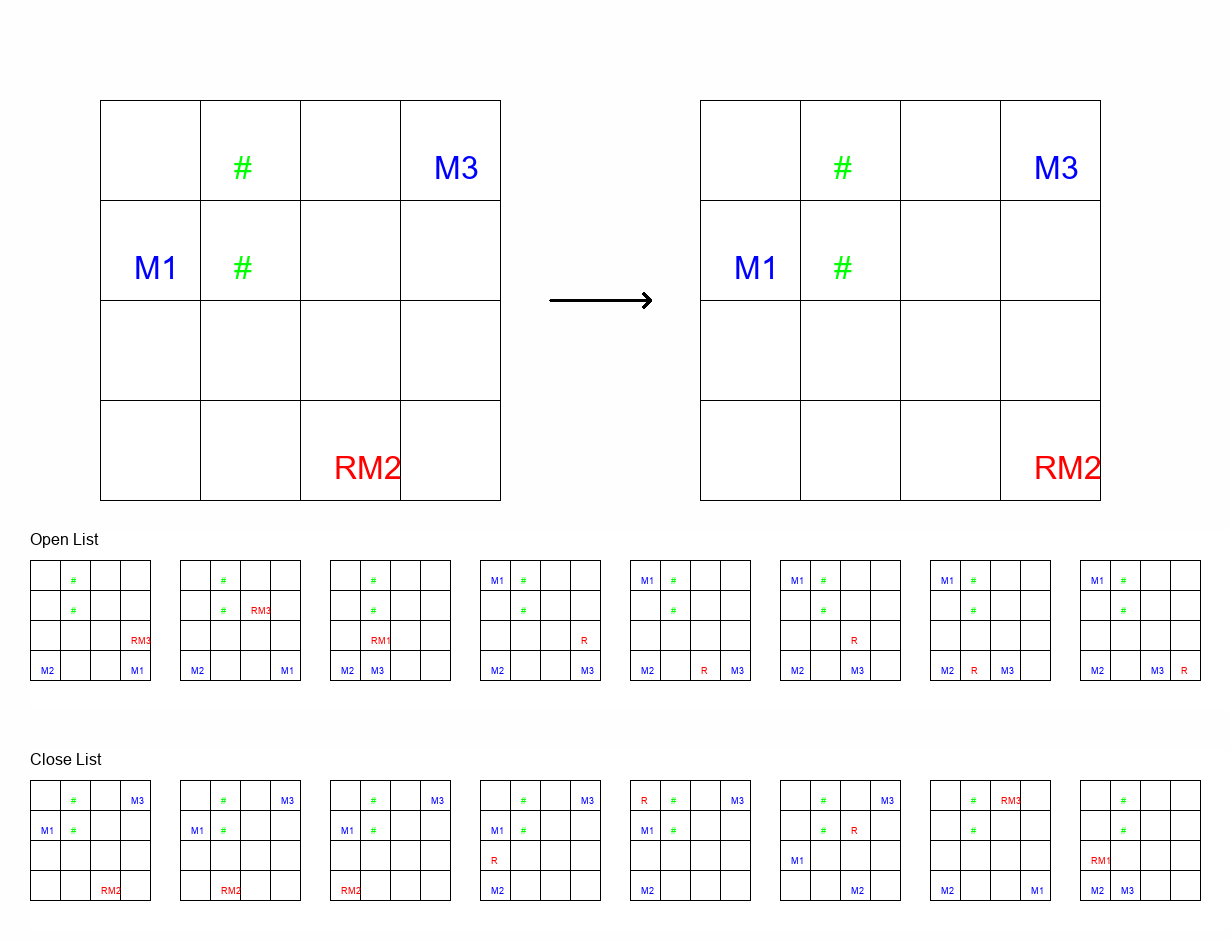 # M3 # M3
M1 # M1 #
RM2 RM2
Open List
# # # M1 # M1 # M1 # M1 # M1 #
# # RM3 # # # # # #
RM3 RM1 R R
M2 M1 M2 M1 M2 M3 M2 M3 M2 R M3 M2 M3 M2 R M3 M2 M3 R
Close List
# M3 # M3 # M3 # M3 R # M3 # M3 # RM3 #
M1 # M1 # M1 # M1 # M1 # # R # #
R M1 RM1
RM2 RM2 RM2 M2 M2 M2 M2 M1 M2 M3